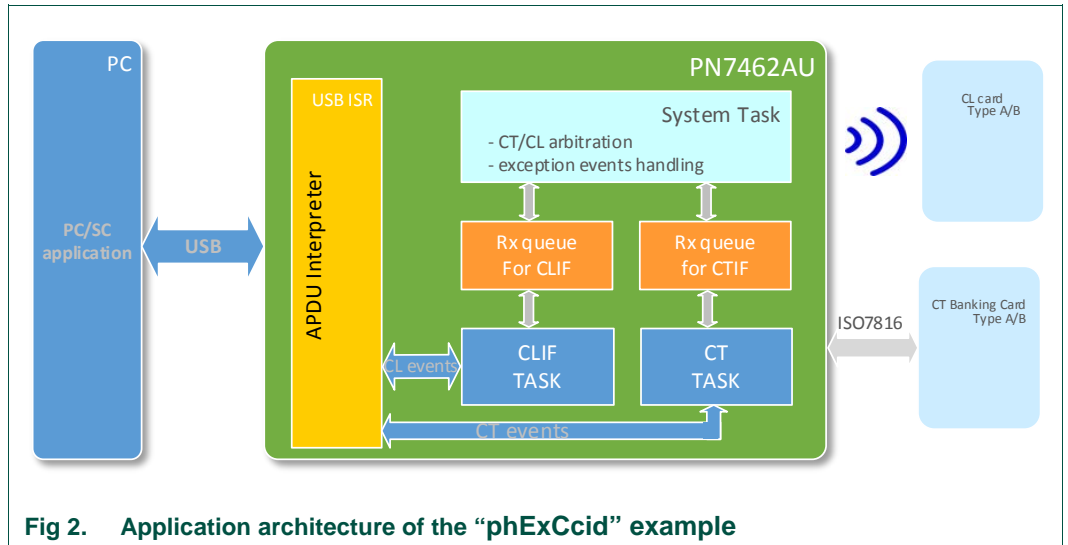 PC
PC/SC
application
USB
PN7462AU
USB ISR
APDU Interpreter
System Task
- CT/CL arbitration
- exception events handling
Rx queue
For CLIF
Rx queue
for CTIF
CLIF
TASK
CT
TASK
CL events
CT events
CL card
Type A/B
ISO7816
CT Banking Card
Type A/B
Fig 2. Application architecture of the “phExCcid” example